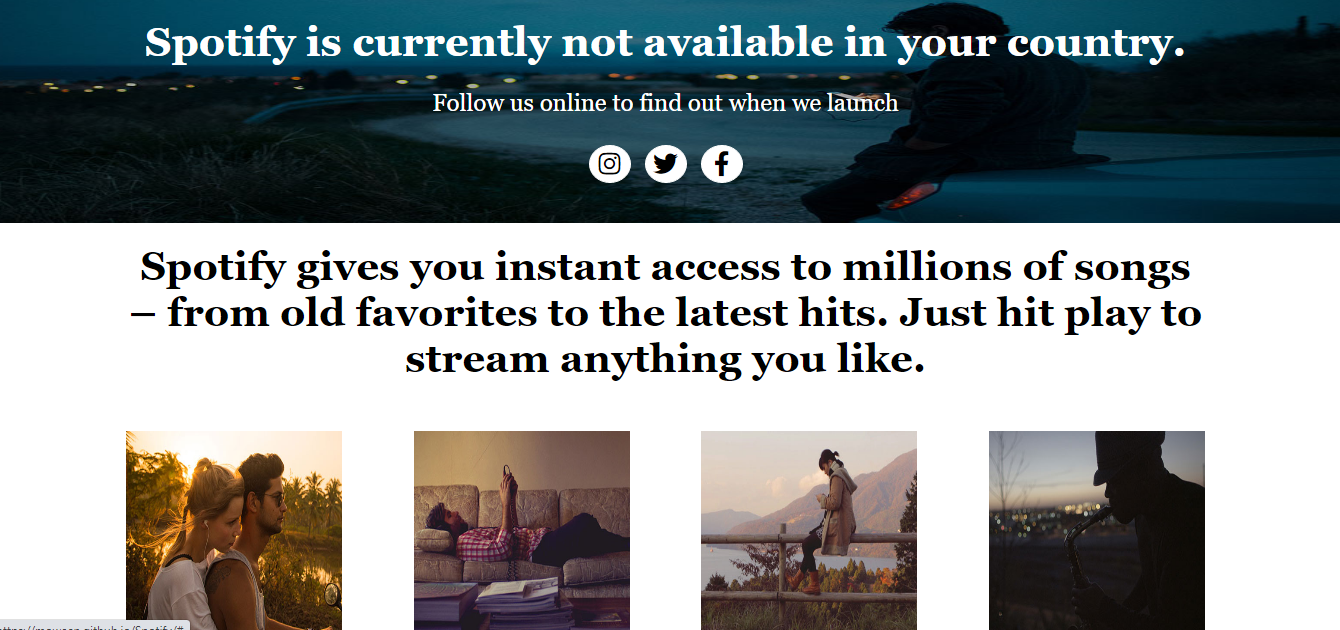 Spotify is currently not available in your country.
Follow us online to find out when we launch
Spotify gives you instant access to millions of songs
– from old favorites to the latest hits. Just hit play to
stream anything you like.